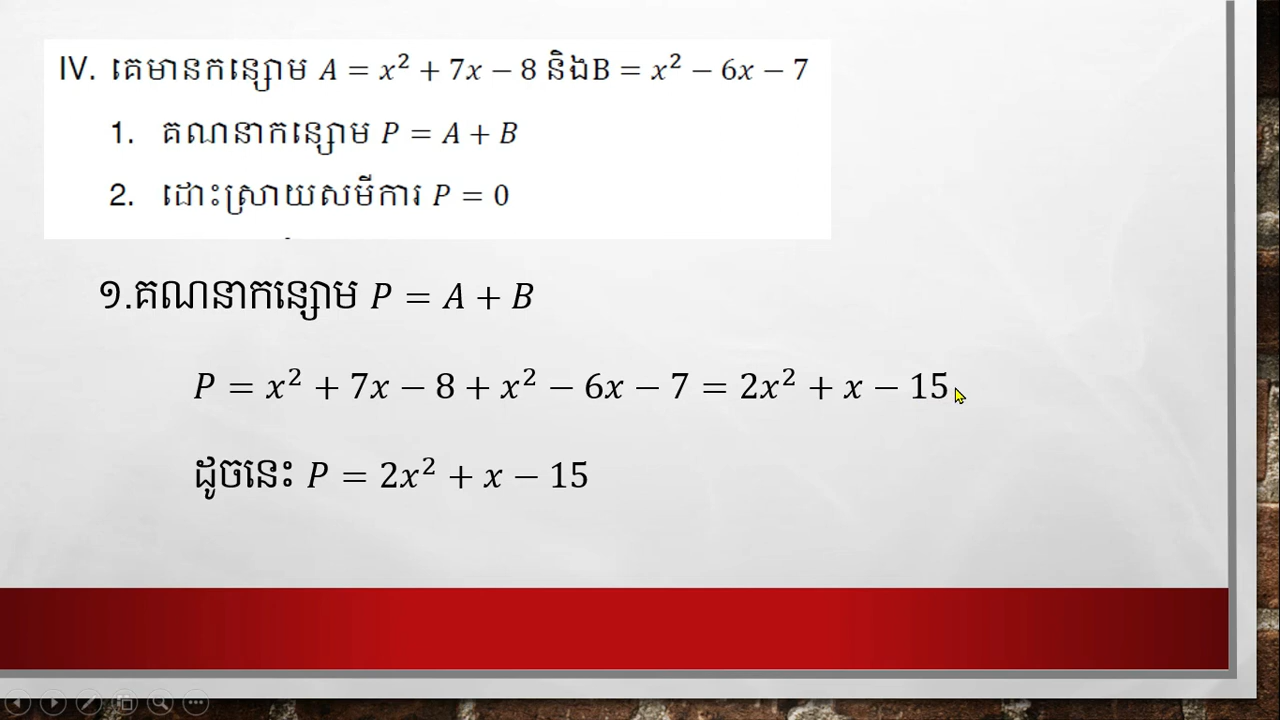 IV. គេមានកន្សោម A = x² + 7x − 8 និងB = x² − 6x − 7
1. គណនាកន្សោម P = A + B
2. ដោះស្រាយសមីការ P = 0
១.គណនាកន្សោម P = A + B
P = x² + 7x − 8 + x² − 6x − 7 = 2x² + x − 15
ដូចនេះ P = 2x² + x − 15